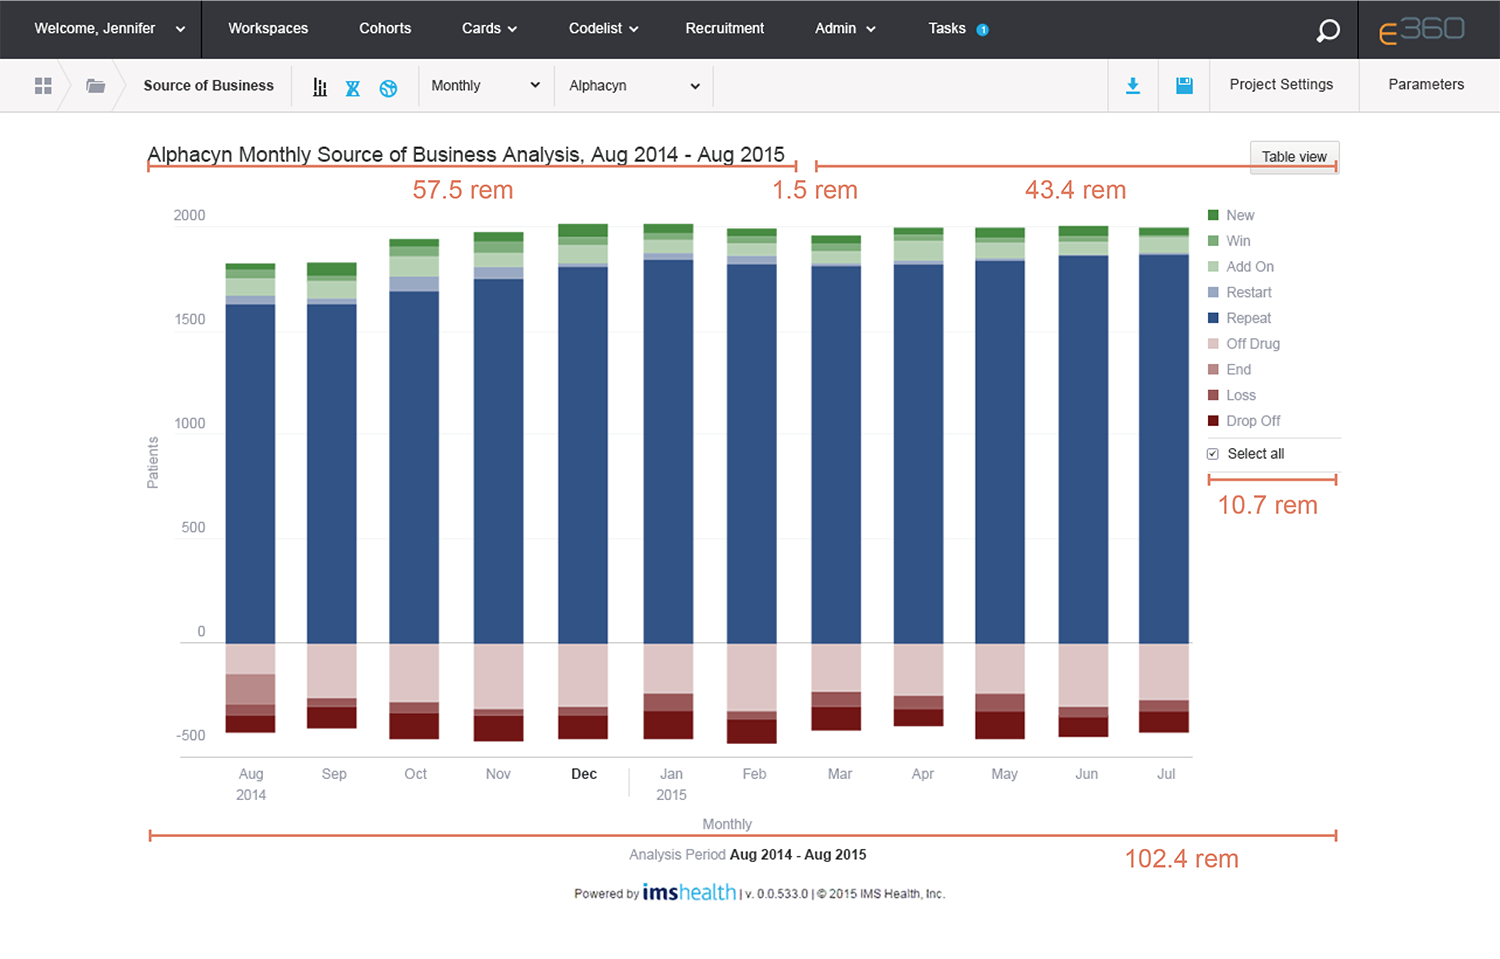 Welcome, Jennifer Workspaces Cohorts Cards Codelist Recruitment Admin Tasks 1 e360
Source of Business Monthly Alphacyn Project Settings Parameters
Alphacyn Monthly Source of Business Analysis, Aug 2014 - Aug 2015 Table view
57.5 rem 1.5 rem 43.4 rem
2000
1500
1000
500
0
-500
Patients
New
Win
Add On
Restart
Repeat
Off Drug
End
Loss
Drop Off
Select all
10.7 rem
Aug Sep Oct Nov Dec Jan Feb Mar Apr May Jun Jul
2014 2015
Monthly
Analysis Period Aug 2014 - Aug 2015
102.4 rem
Powered by imshealth | v. 0.0.533.0 | © 2015 IMS Health, Inc.